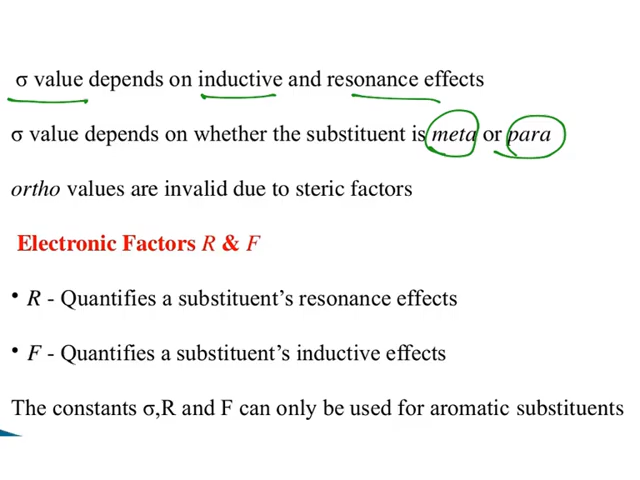 σ value depends on inductive and resonance effects
σ value depends on whether the substituent is meta or para
ortho values are invalid due to steric factors
Electronic Factors R & F
• R - Quantifies a substituent’s resonance effects
• F - Quantifies a substituent’s inductive effects
The constants σ,R and F can only be used for aromatic substituents